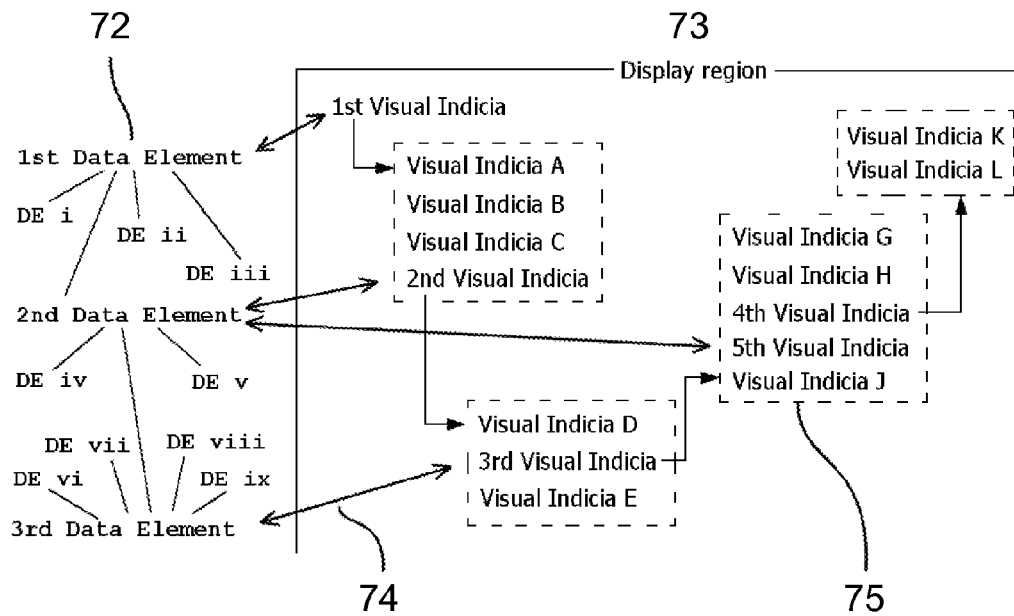 72
73
Display region
1st Visual Indicia
Visual Indicia K
Visual Indicia L
1st Data Element
Visual Indicia A
DE i
DE ii
DE iii
Visual Indicia B
Visual Indicia C
2nd Visual Indicia
Visual Indicia G
Visual Indicia H
4th Visual Indicia
5th Visual Indicia
Visual Indicia J
2nd Data Element
DE iv
DE v
Visual Indicia D
3rd Visual Indicia
Visual Indicia E
DE vii
DE viii
DE vi
DE ix
3rd Data Element
74
75